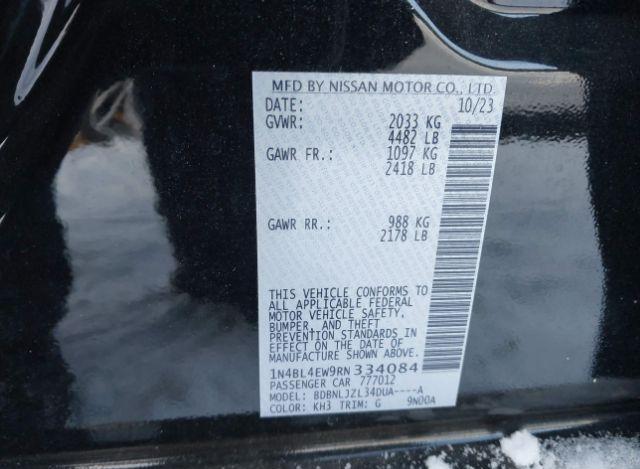 MFD BY NISSAN MOTOR CO., LTD.
DATE: 10/23
GVWR: 2033 KG
4482 LB
GAWR FR.: 1097 KG
2418 LB
GAWR RR.: 988 KG
2178 LB
THIS VEHICLE CONFORMS TO
ALL APPLICABLE FEDERAL
MOTOR VEHICLE SAFETY,
BUMPER, AND THEFT
PREVENTION STANDARDS IN
EFFECT ON THE DATE OF
MANUFACTURE SHOWN ABOVE.
1N4BL4EW9RN334084
PASSENGER CAR 777012
MODEL: BDBNLJZL34DUA----A
COLOR: KH3 TRIM: G 9N00A